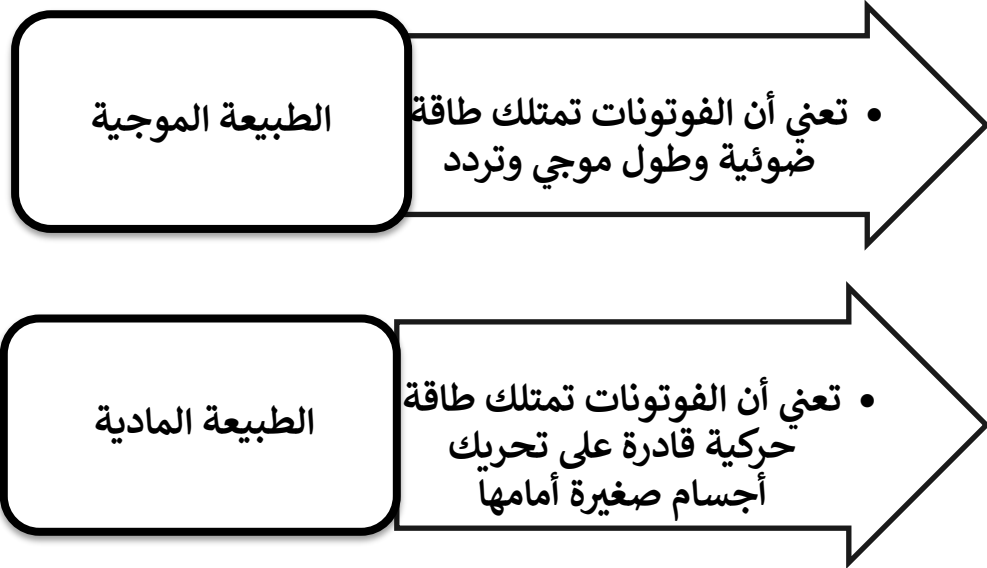 الطبيعة الموجية
• تعني أن الفوتونات تمتلك طاقة
ضوئية وطول موجي وتردد
الطبيعة المادية
• تعني أن الفوتونات تمتلك طاقة
حركية قادرة على تحريك
أجسام صغيرة أمامها